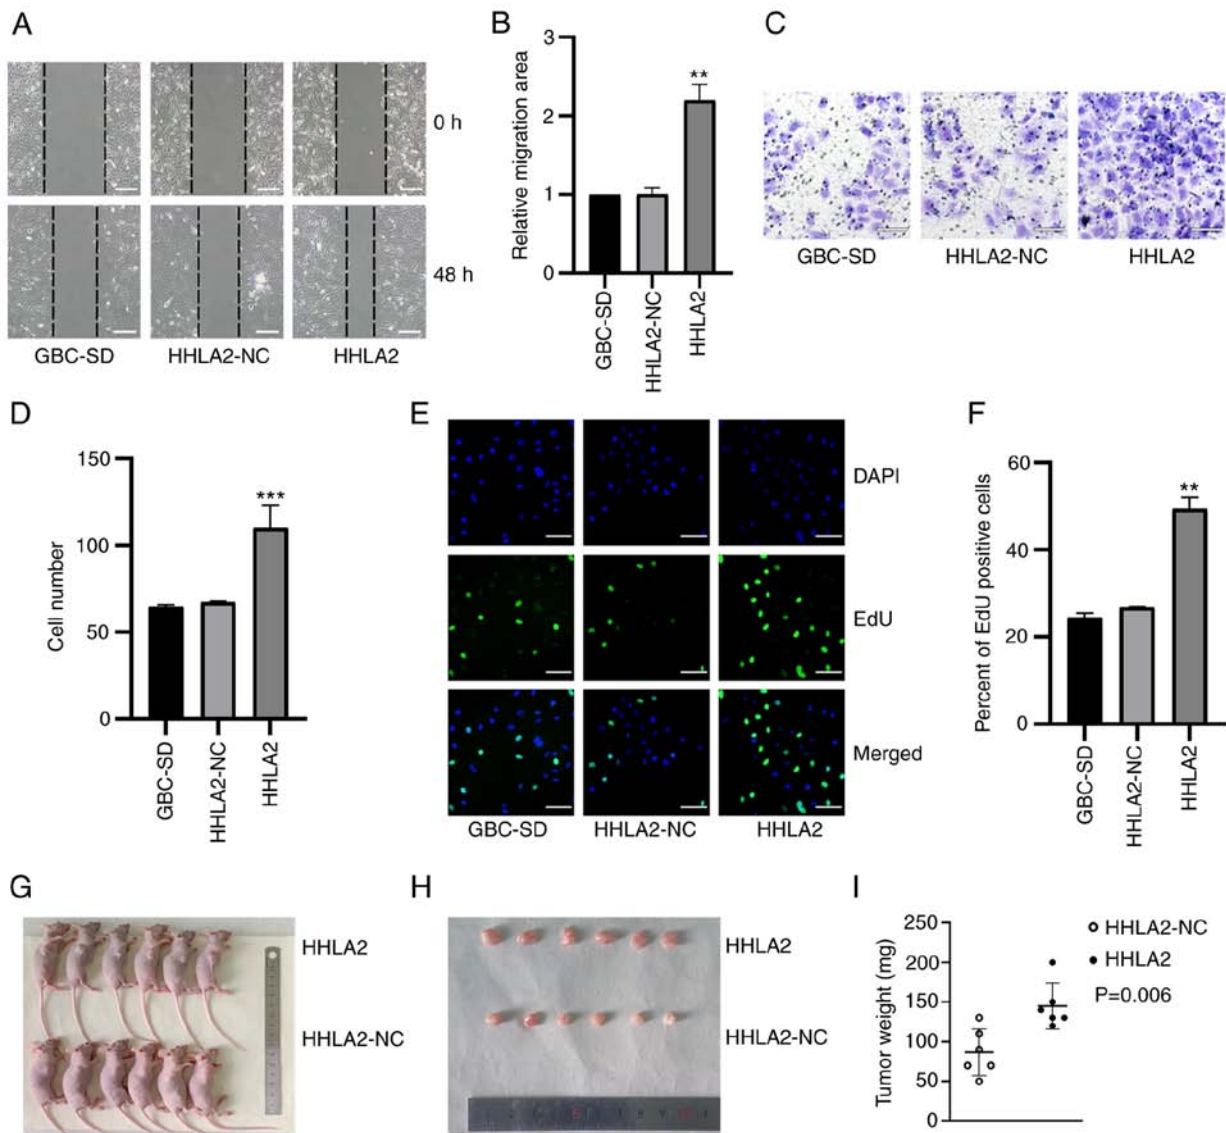 A
0 h
48 h
GBC-SD HHLA2-NC HHLA2
B
Relative migration area
3
2
1
0
GBC-SD
HHLA2-NC
HHLA2
**
C
GBC-SD HHLA2-NC HHLA2
D
Cell number
150
100
50
0
***
GBC-SD
HHLA2-NC
HHLA2
E
DAPI
EdU
Merged
GBC-SD HHLA2-NC HHLA2
F
Percent of EdU positive cells
60
40
20
0
**
GBC-SD
HHLA2-NC
HHLA2
G
HHLA2
HHLA2-NC
H
HHLA2
HHLA2-NC
I
Tumor weight (mg)
250
200
150
100
50
0
HHLA2-NC
HHLA2
P=0.006